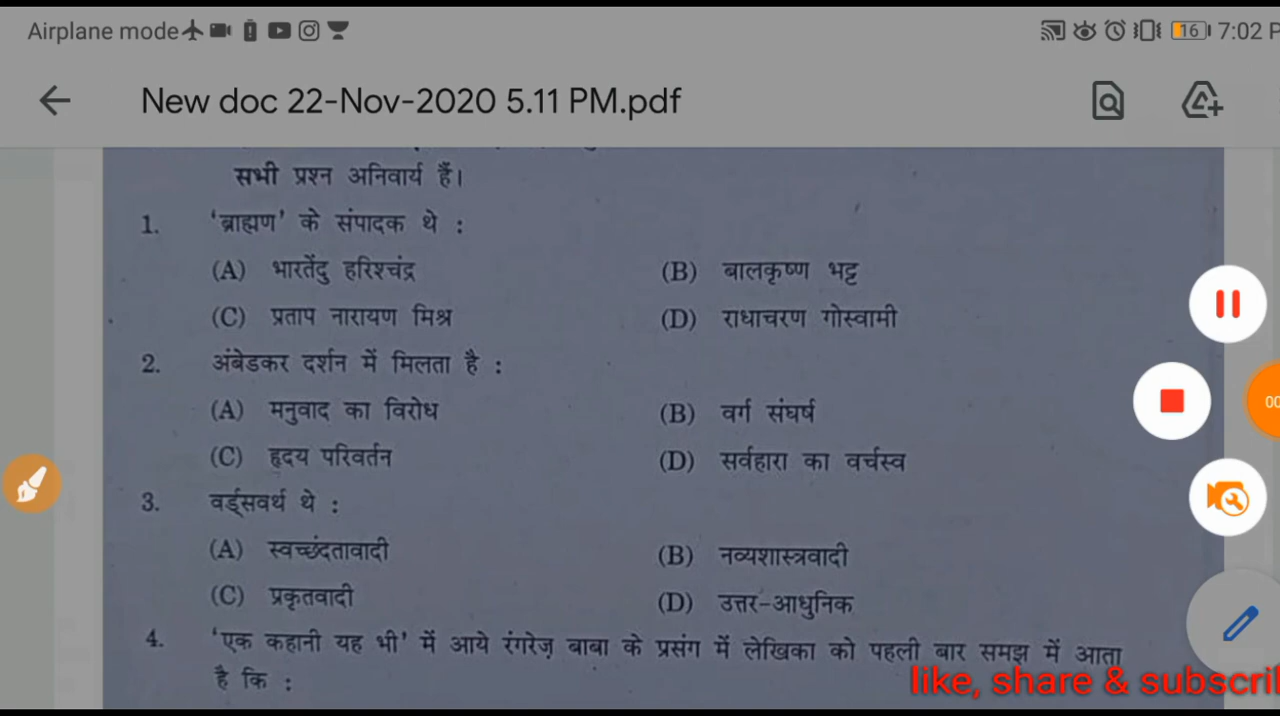 Airplane mode 16 7:02 P
New doc 22-Nov-2020 5.11 PM.pdf
सभी प्रश्न अनिवार्य हैं।
1. 'ब्राह्मण' के संपादक थे :
(A) भारतेंदु हरिश्चंद्र (B) बालकृष्ण भट्ट
(C) प्रताप नारायण मिश्र (D) राधाचरण गोस्वामी
2. अंबेडकर दर्शन में मिलता है :
(A) मनुवाद का विरोध (B) वर्ग संघर्ष
(C) हृदय परिवर्तन (D) सर्वहारा का वर्चस्व
3. वर्ड्सवर्थ थे :
(A) स्वच्छंदतावादी (B) नव्यशास्त्रवादी
(C) प्रकृतवादी (D) उत्तर-आधुनिक
4. 'एक कहानी यह भी' में आये रंगरेज़ बाबा के प्रसंग में लेखिका को पहली बार समझ में आता
है कि :
like, share & subscri
00